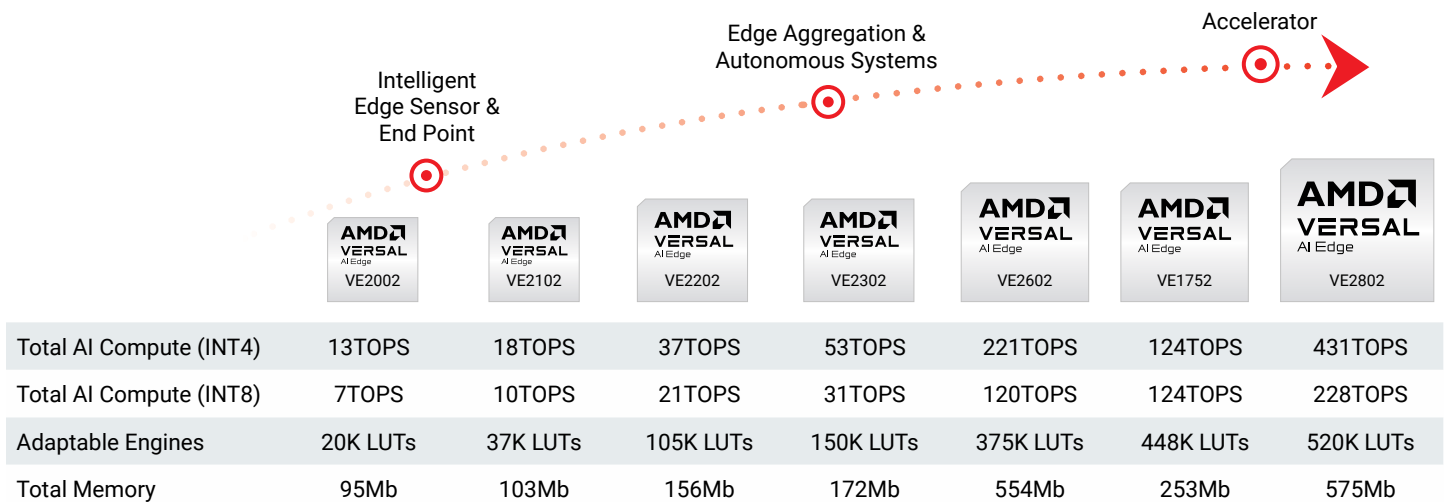 Accelerator
Edge Aggregation &
Autonomous Systems
Intelligent
Edge Sensor &
End Point
AMD
VERSAL
AI Edge
VE2002
AMD
VERSAL
AI Edge
VE2102
AMD
VERSAL
AI Edge
VE2202
AMD
VERSAL
AI Edge
VE2302
AMD
VERSAL
AI Edge
VE2602
AMD
VERSAL
AI Edge
VE1752
AMD
VERSAL
AI Edge
VE2802
Total AI Compute (INT4) 13TOPS 18TOPS 37TOPS 53TOPS 221TOPS 124TOPS 431TOPS
Total AI Compute (INT8) 7TOPS 10TOPS 21TOPS 31TOPS 120TOPS 124TOPS 228TOPS
Adaptable Engines 20K LUTs 37K LUTs 105K LUTs 150K LUTs 375K LUTs 448K LUTs 520K LUTs
Total Memory 95Mb 103Mb 156Mb 172Mb 554Mb 253Mb 575Mb